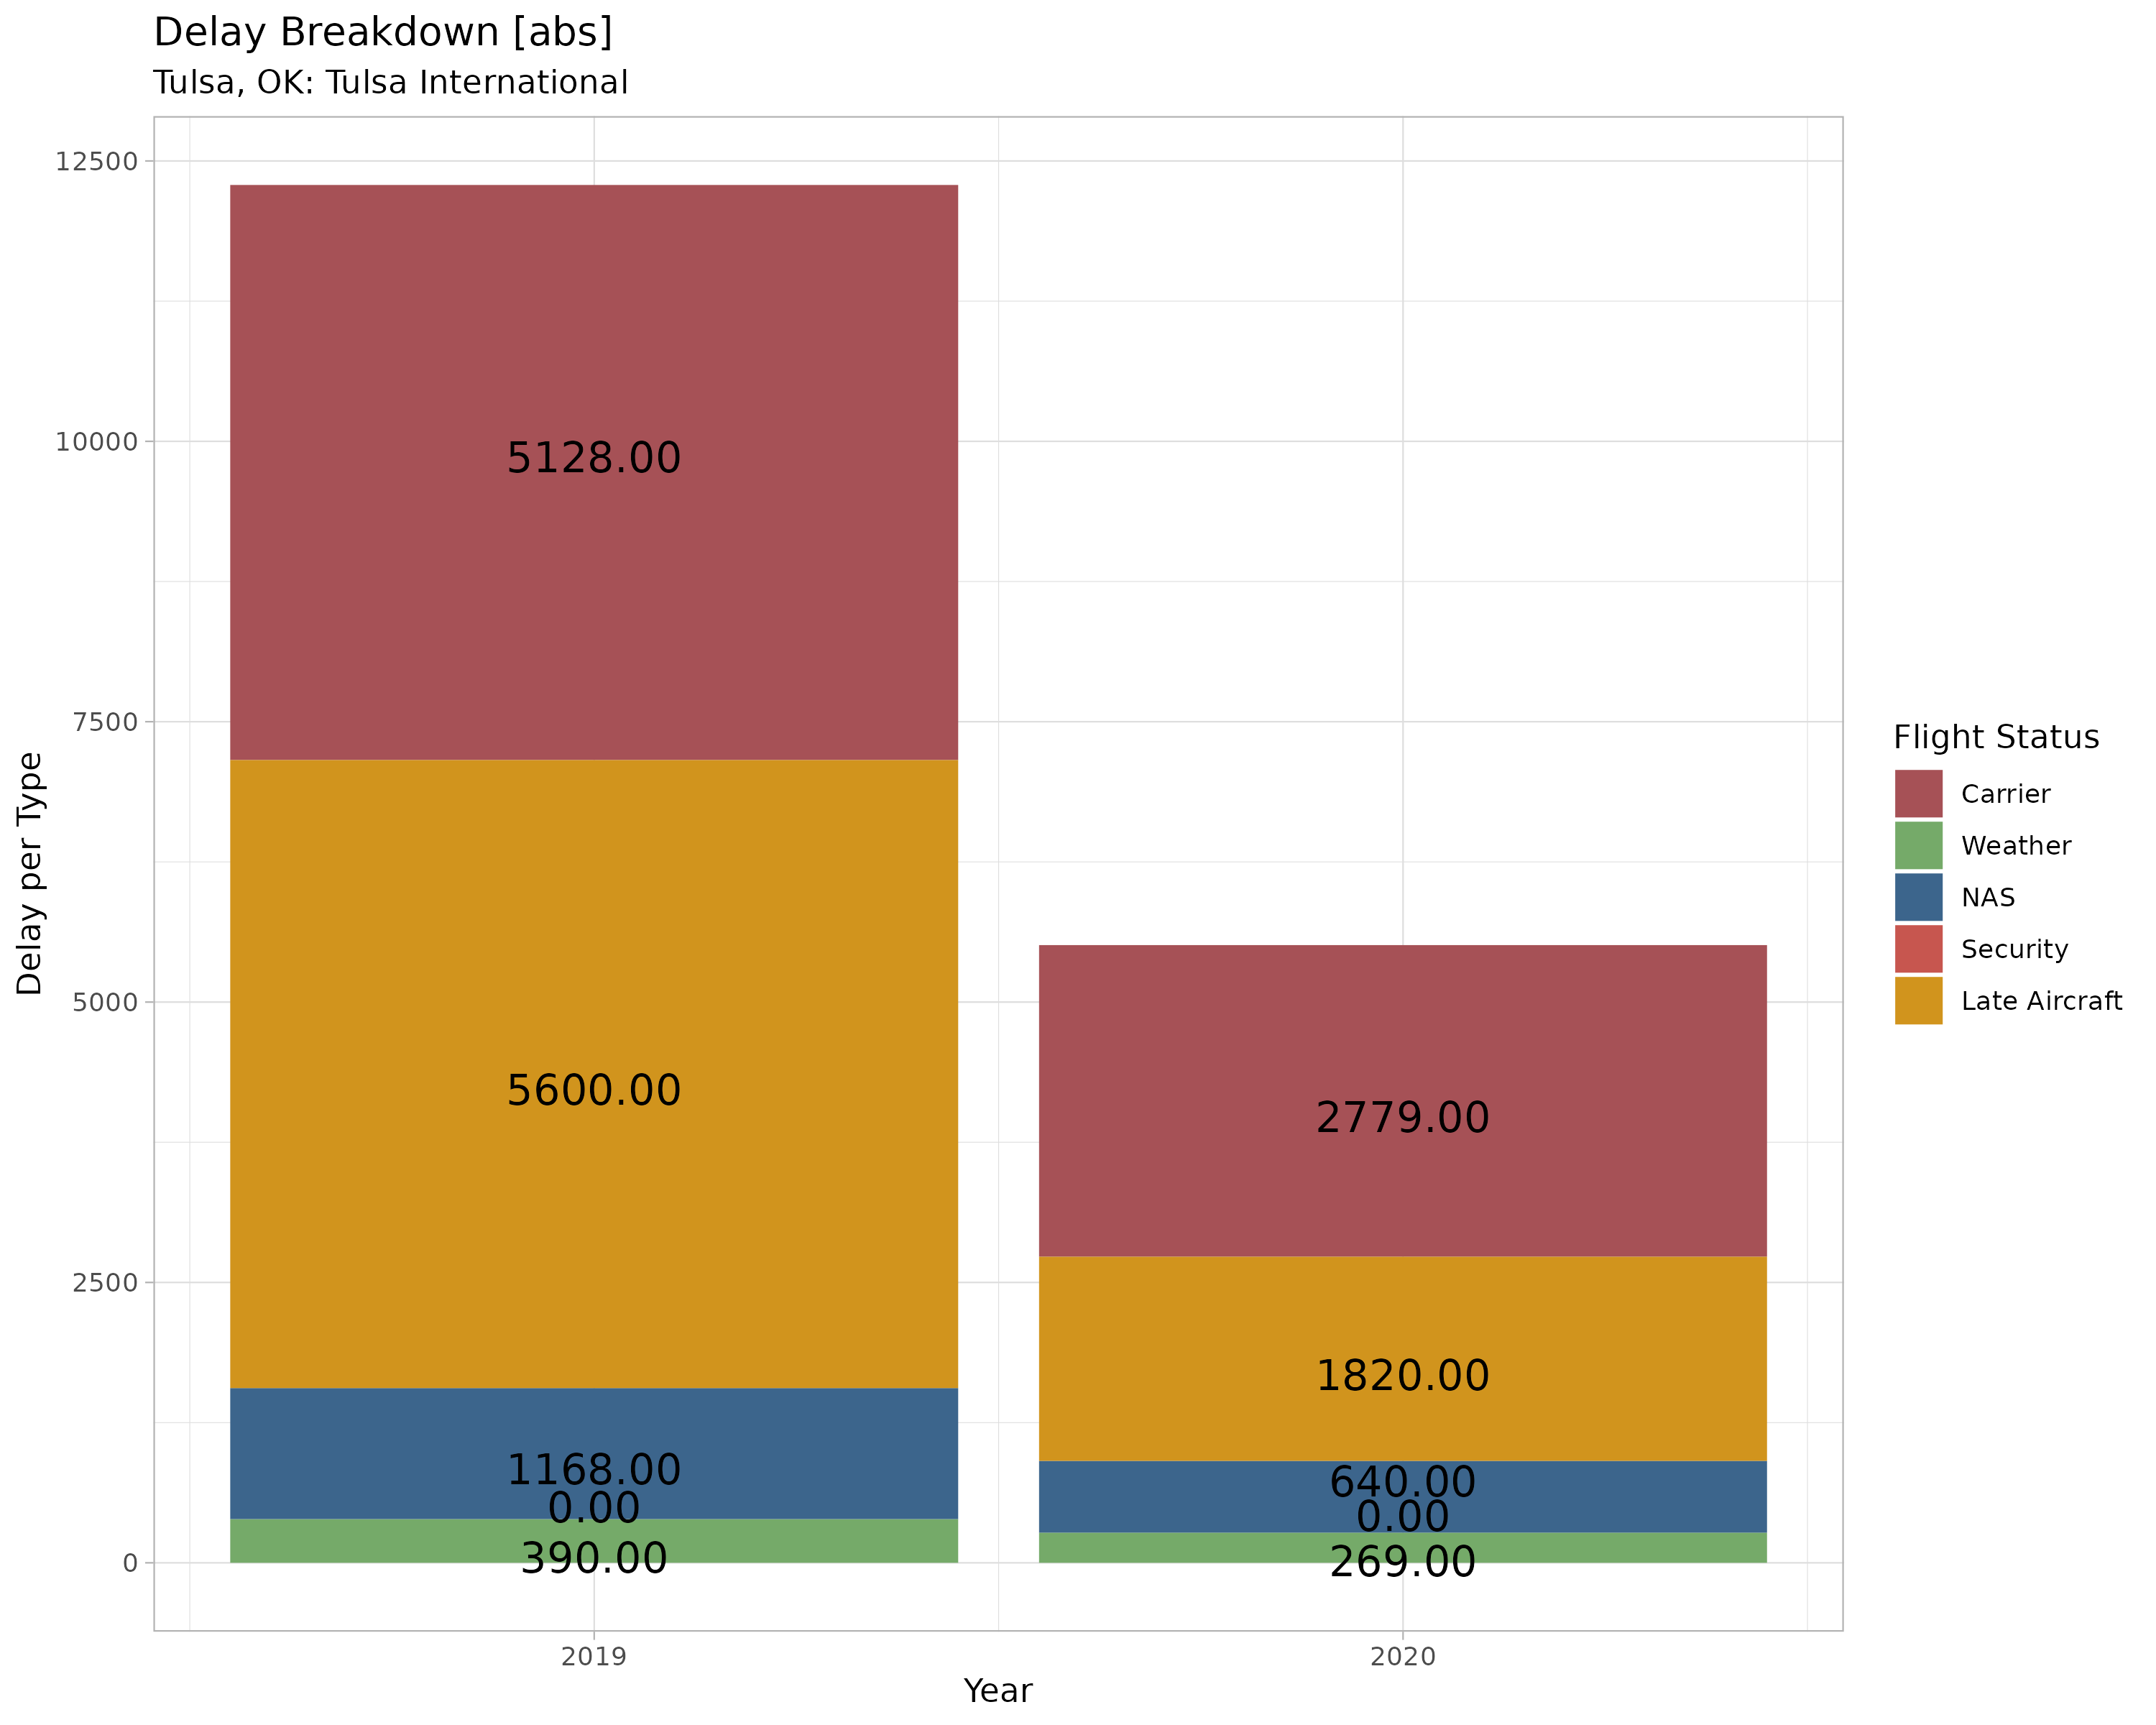 Delay Breakdown [abs]
Tulsa, OK: Tulsa International
12500
10000
7500
5000
2500
0
Delay per Type
5128.00
5600.00
1168.00
0.00
390.00
2779.00
1820.00
640.00
0.00
269.00
2019
2020
Year
Flight Status
Carrier
Weather
NAS
Security
Late Aircraft